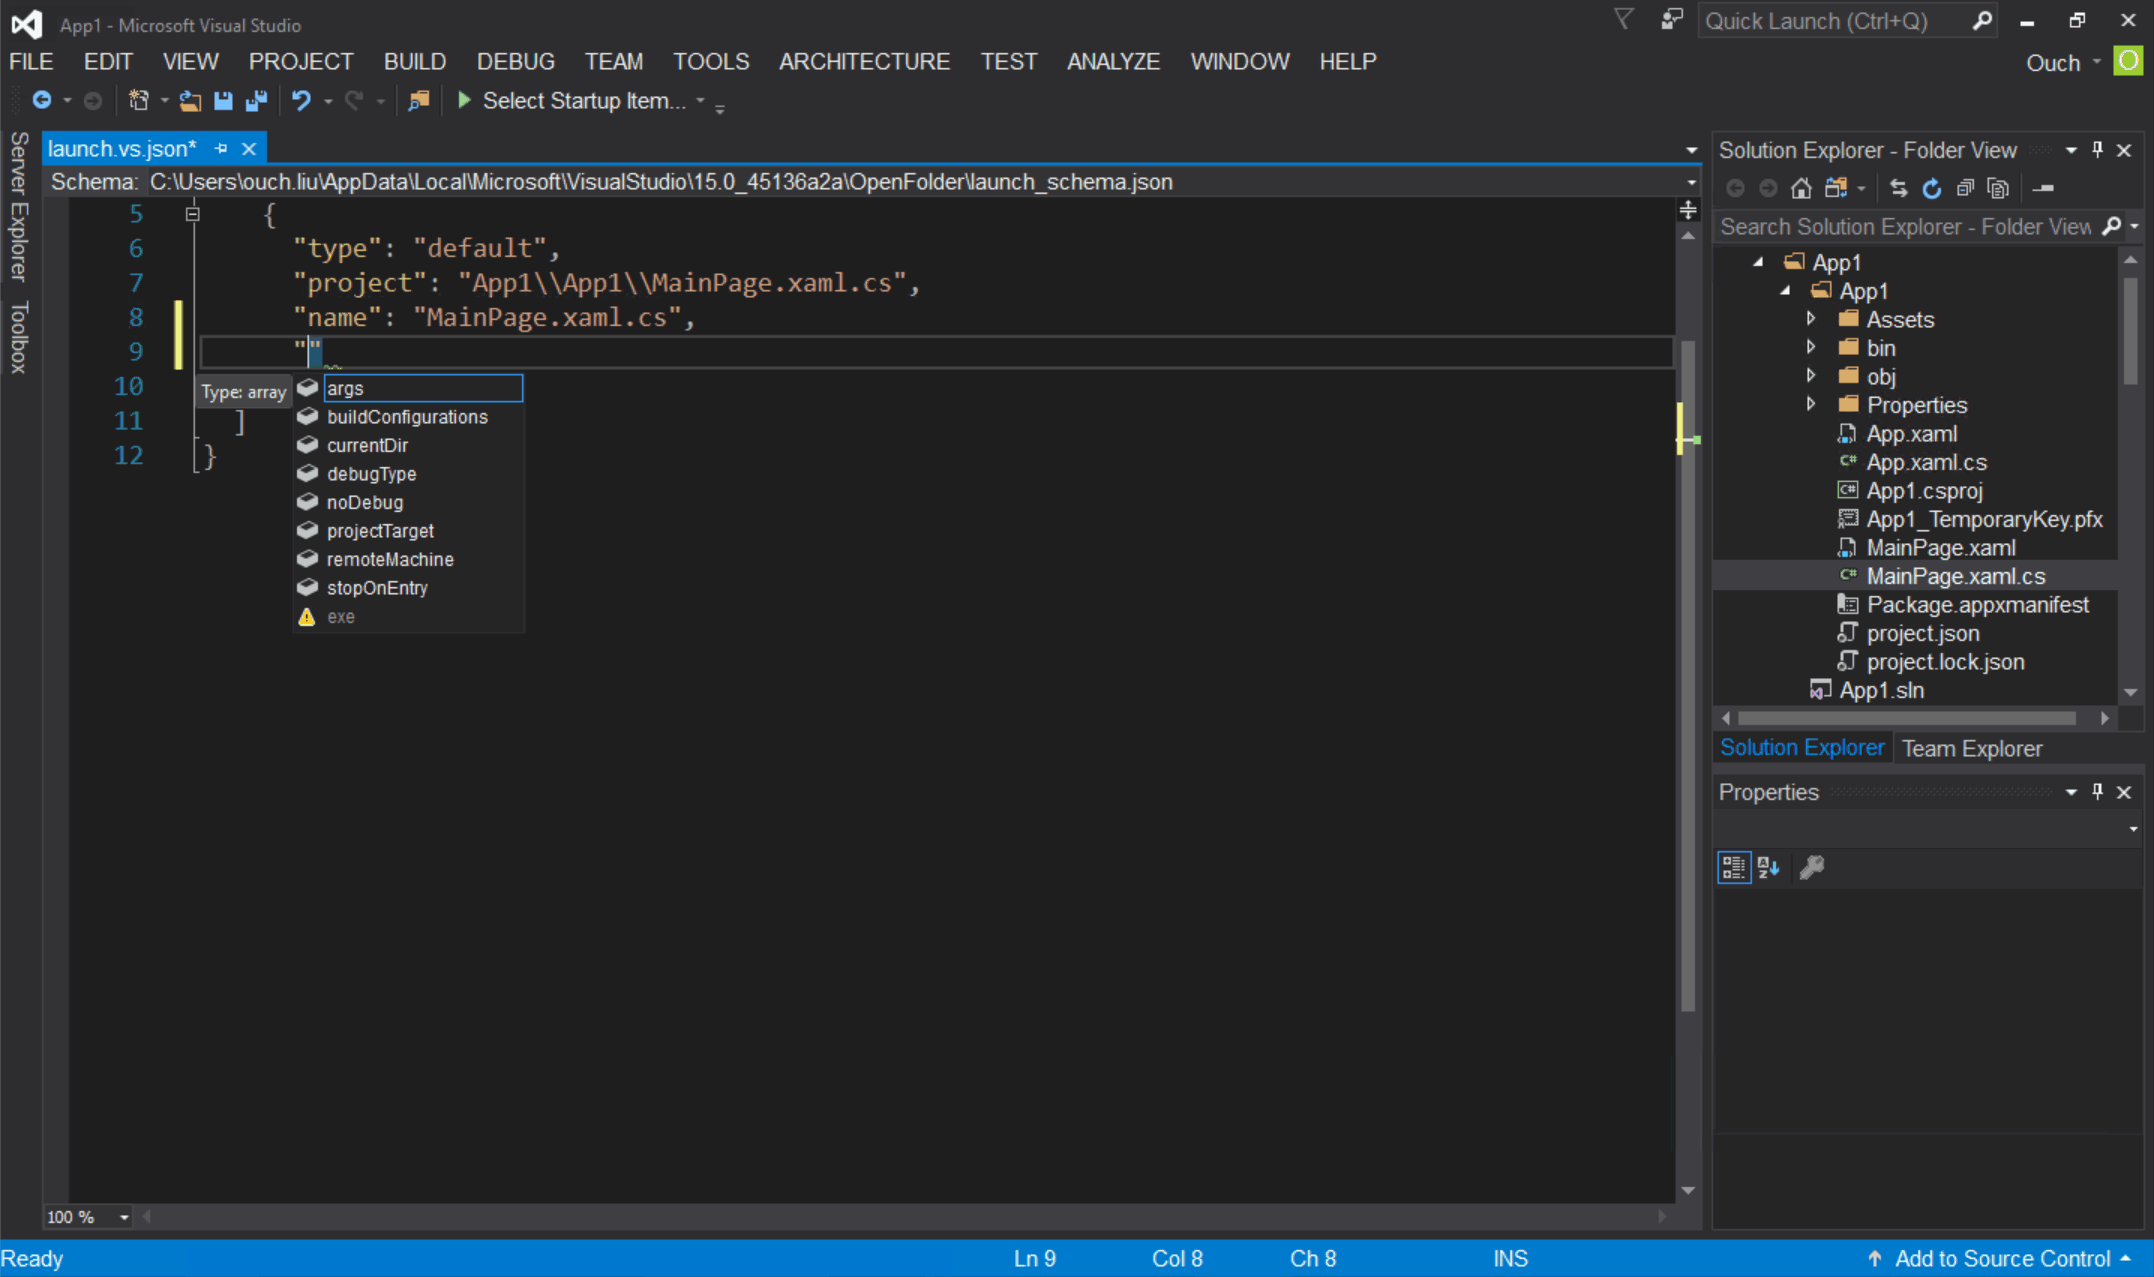 App1 - Microsoft Visual Studio
Quick Launch (Ctrl+Q)
FILE EDIT VIEW PROJECT BUILD DEBUG TEAM TOOLS ARCHITECTURE TEST ANALYZE WINDOW HELP
Ouch O
Select Startup Item...
Server Explorer
Toolbox
launch.vs.json*
Schema: C:\Users\ouch.liu\AppData\Local\Microsoft\VisualStudio\15.0_45136a2a\OpenFolder\launch_schema.json
5 {
6 "type": "default",
7 "project": "App1\\App1\\MainPage.xaml.cs",
8 "name": "MainPage.xaml.cs",
9 ""
10
11 ]
12 }
Type: array
args
buildConfigurations
currentDir
debugType
noDebug
projectTarget
remoteMachine
stopOnEntry
exe
100 %
Solution Explorer - Folder View
Search Solution Explorer - Folder View
App1
App1
Assets
bin
obj
Properties
App.xaml
C# App.xaml.cs
C# App1.csproj
App1_TemporaryKey.pfx
MainPage.xaml
C# MainPage.xaml.cs
Package.appxmanifest
project.json
project.lock.json
App1.sln
Solution Explorer Team Explorer
Properties
Ready Ln 9 Col 8 Ch 8 INS Add to Source Control